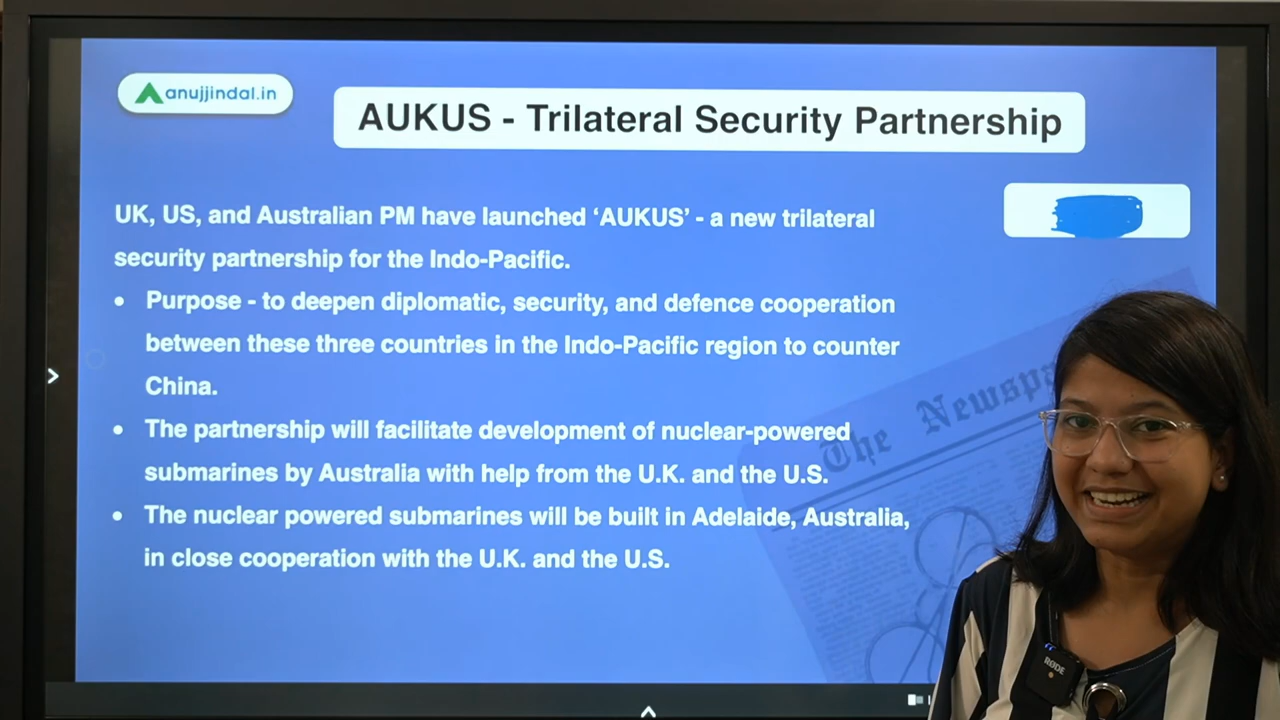 anujjindal.in
AUKUS - Trilateral Security Partnership
UK, US, and Australian PM have launched ‘AUKUS’ - a new trilateral
security partnership for the Indo-Pacific.
• Purpose - to deepen diplomatic, security, and defence cooperation
between these three countries in the Indo-Pacific region to counter
China.
• The partnership will facilitate development of nuclear-powered
submarines by Australia with help from the U.K. and the U.S.
• The nuclear powered submarines will be built in Adelaide, Australia,
in close cooperation with the U.K. and the U.S.
The
RØDE